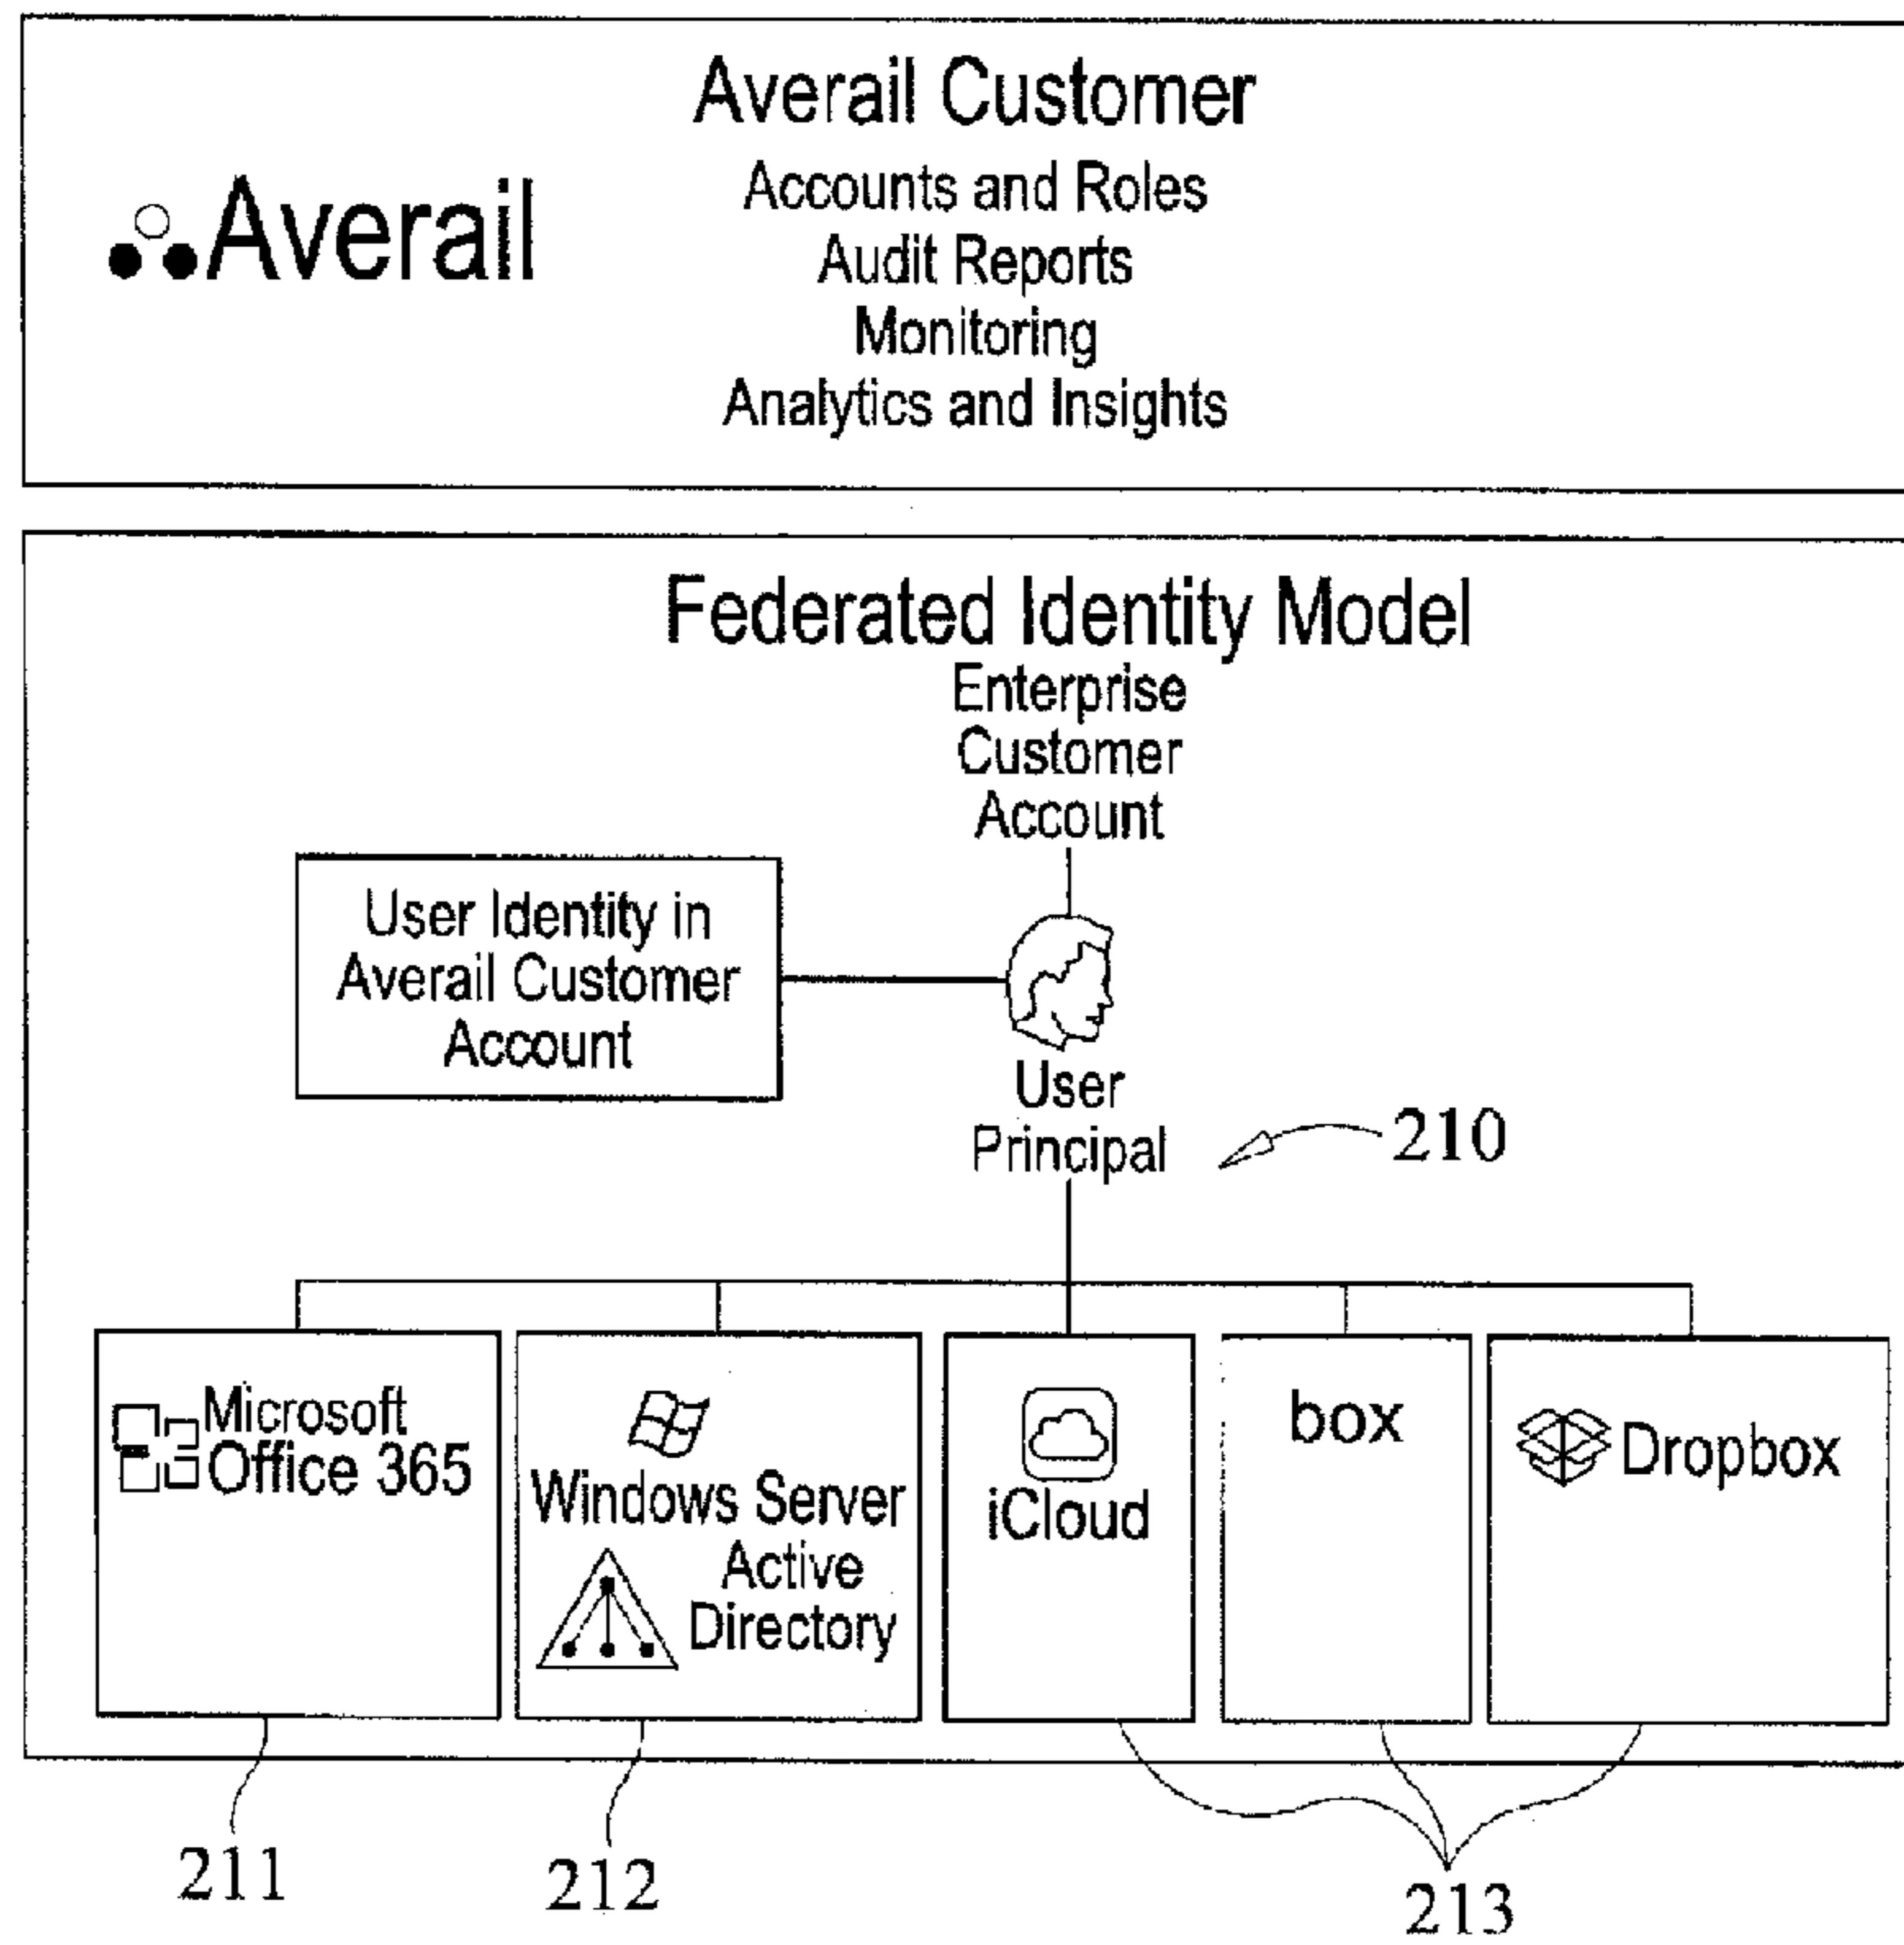 Averail Customer
Averail
Accounts and Roles
Audit Reports
Monitoring
Analytics and Insights
Federated Identity Model
Enterprise
Customer
Account
User Identity in
Averail Customer
Account
User
Principal
210
Microsoft
Office 365
Windows Server
Active
Directory
iCloud
box
Dropbox
211
212
213